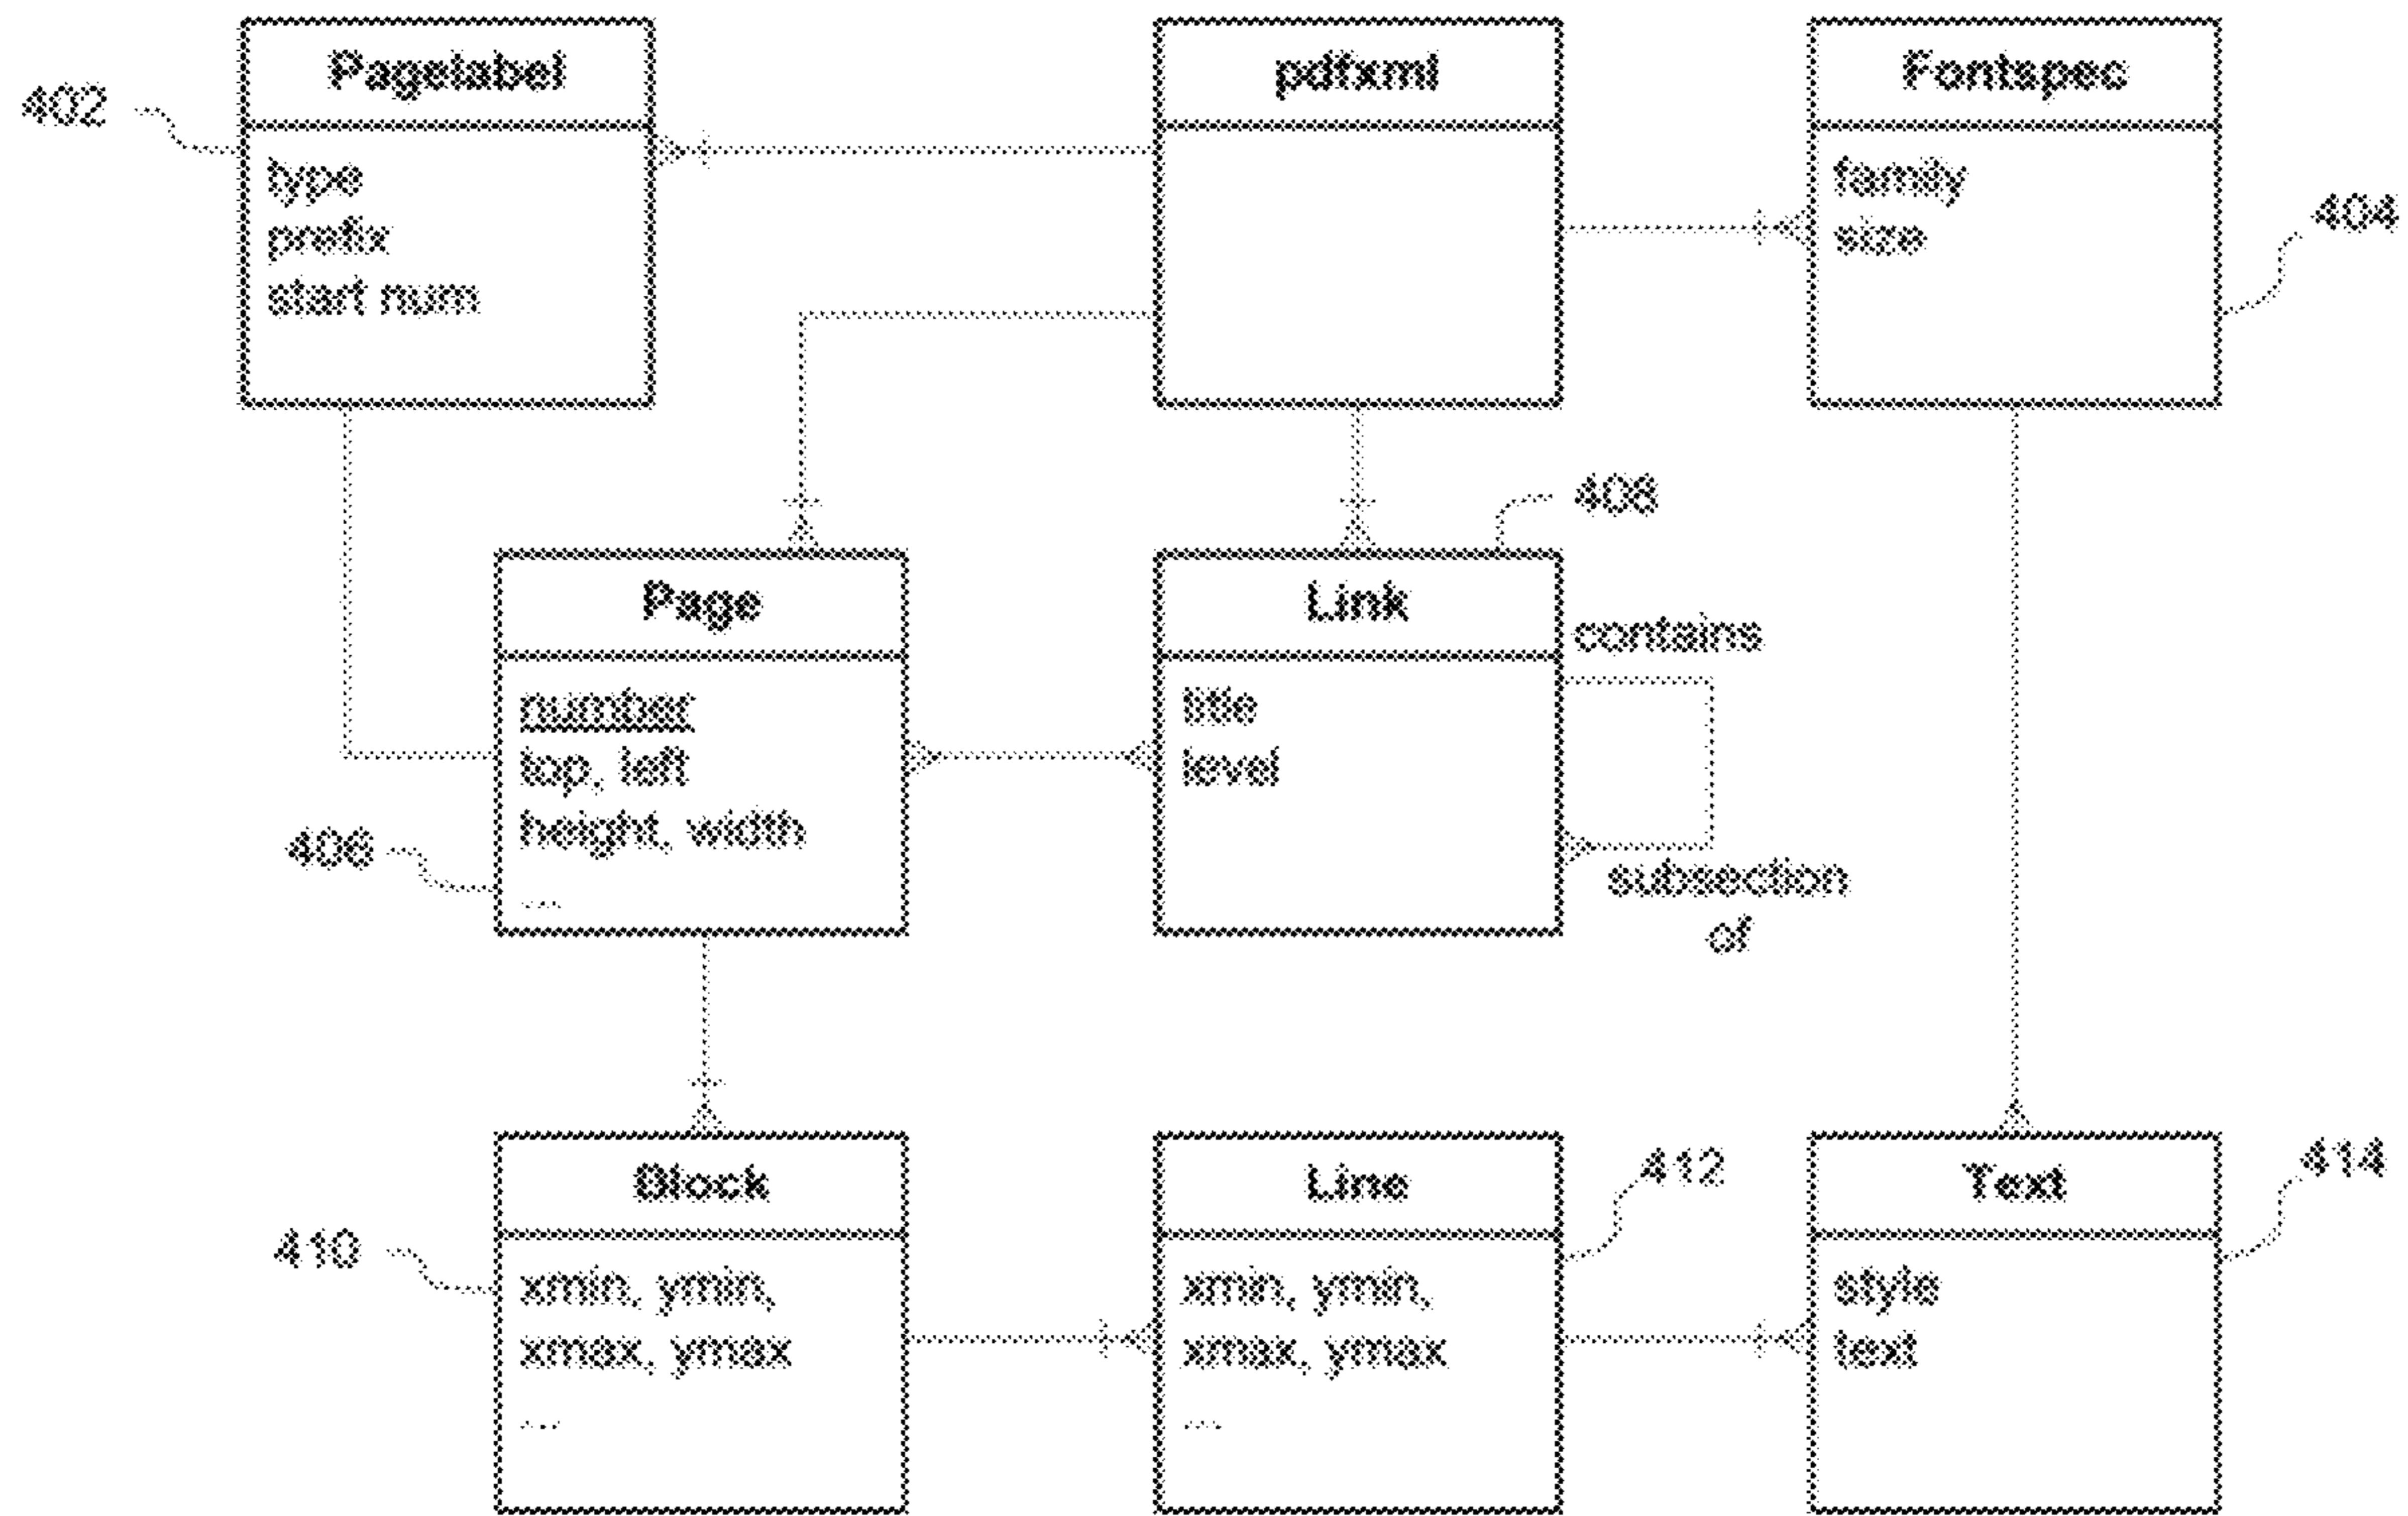 Pagelabel
402
type
prefix
start num
pdfxml
Fontspec
family
size
404
Page
number
top, left
height, width
...
406
408
Link
title
level
contains
subsection
of
Block
410
xmin, ymin,
xmax, ymax
...
Line
412
xmin, ymin,
xmax, ymax
...
Text
414
style
text